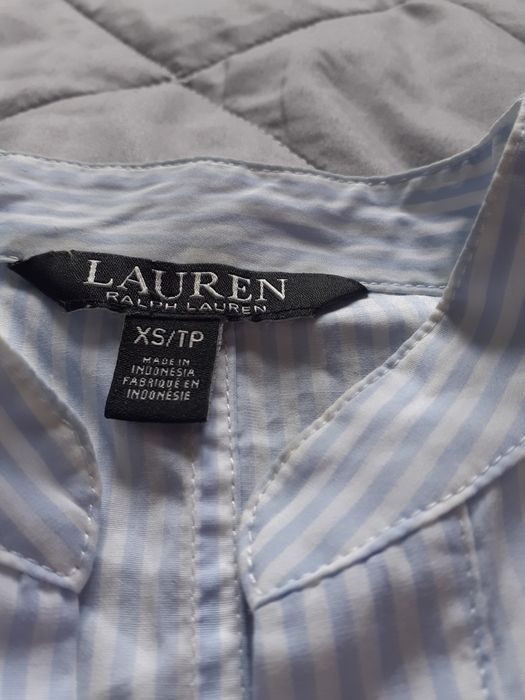 LAUREN
RALPH LAUREN
XS/TP
MADE IN
INDONESIA
FABRIQUÉ EN
INDONÉSIE